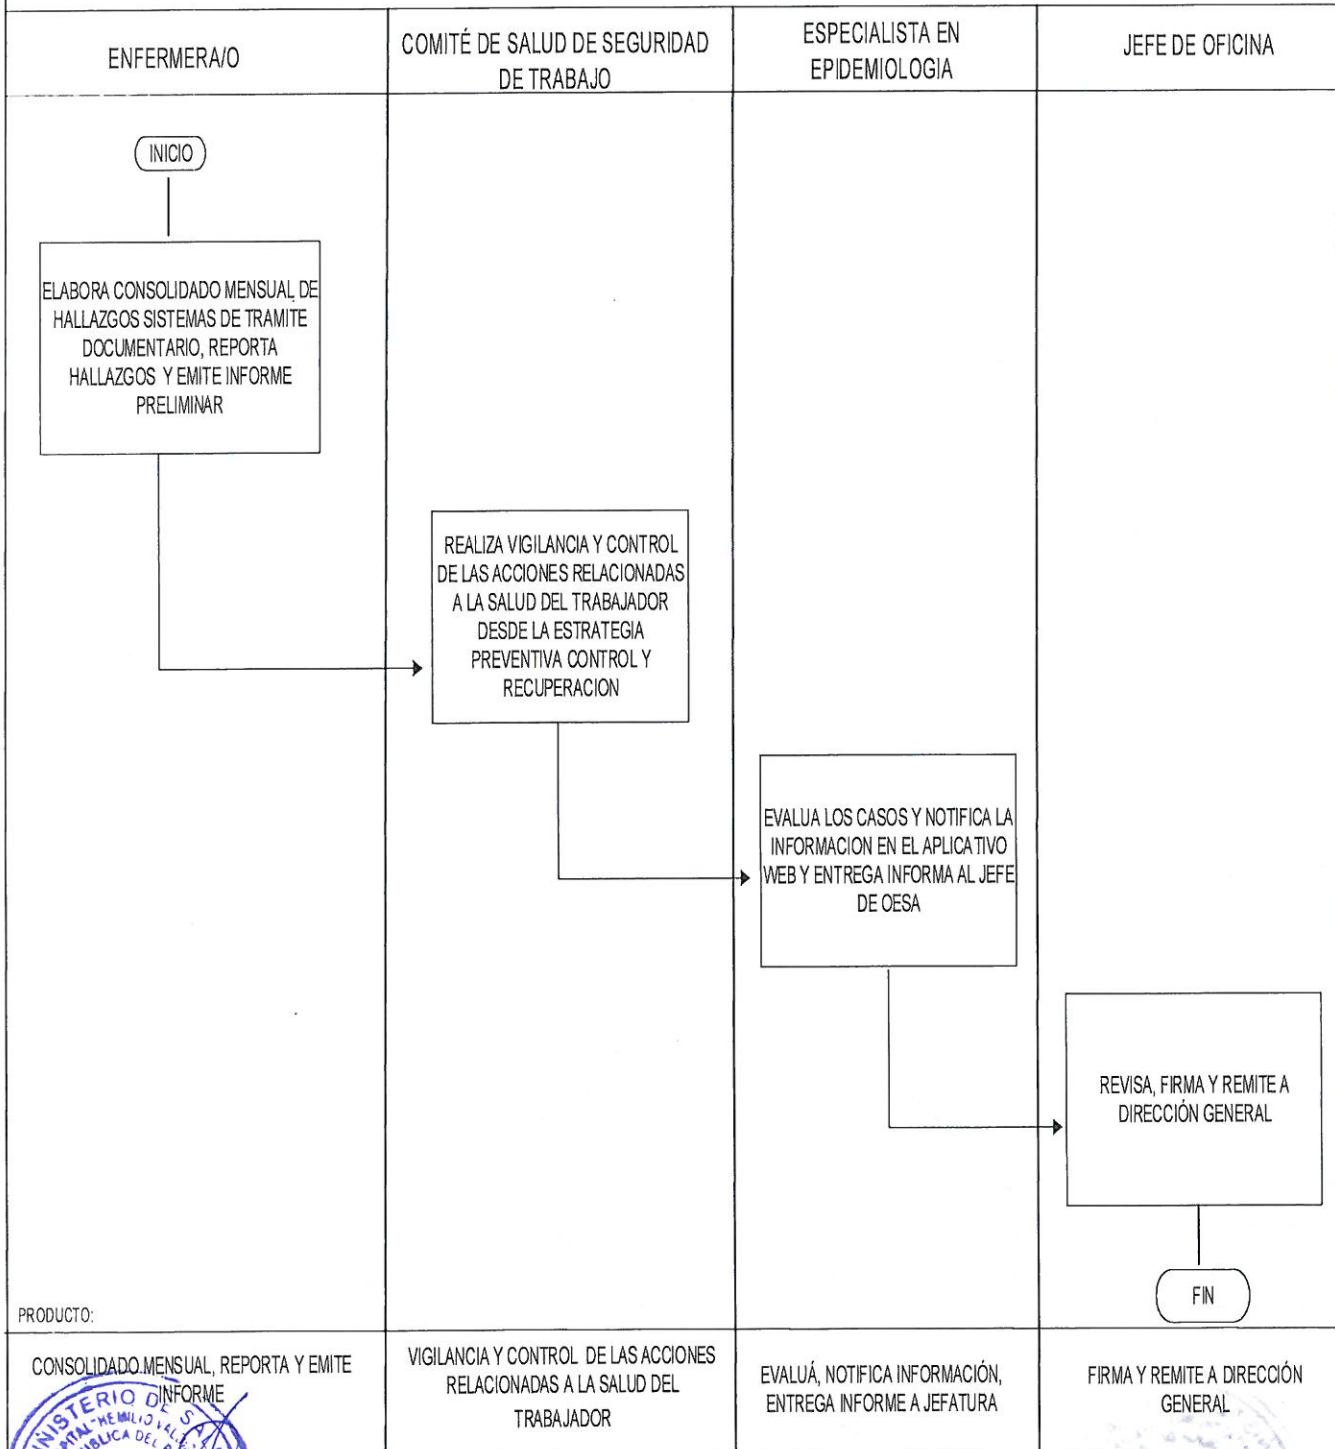 ENFERMERA/O
COMITÉ DE SALUD DE SEGURIDAD
DE TRABAJO
ESPECIALISTA EN
EPIDEMIOLOGIA
JEFE DE OFICINA
INICIO
ELABORA CONSOLIDADO MENSUAL DE
HALLAZGOS SISTEMAS DE TRAMITE
DOCUMENTARIO, REPORTA
HALLAZGOS Y EMITE INFORME
PRELIMINAR
REALIZA VIGILANCIA Y CONTROL
DE LAS ACCIONES RELACIONADAS
A LA SALUD DEL TRABAJADOR
DESDE LA ESTRATEGIA
PREVENTIVA CONTROL Y
RECUPERACION
EVALUA LOS CASOS Y NOTIFICA LA
INFORMACION EN EL APLICATIVO
WEB Y ENTREGA INFORMA AL JEFE
DE OESA
REVISA, FIRMA Y REMITE A
DIRECCIÓN GENERAL
FIN
PRODUCTO:
CONSOLIDADO MENSUAL, REPORTA Y EMITE
INFORME
VIGILANCIA Y CONTROL DE LAS ACCIONES
RELACIONADAS A LA SALUD DEL
TRABAJADOR
EVALUÁ, NOTIFICA INFORMACIÓN,
ENTREGA INFORME A JEFATURA
FIRMA Y REMITE A DIRECCIÓN
GENERAL